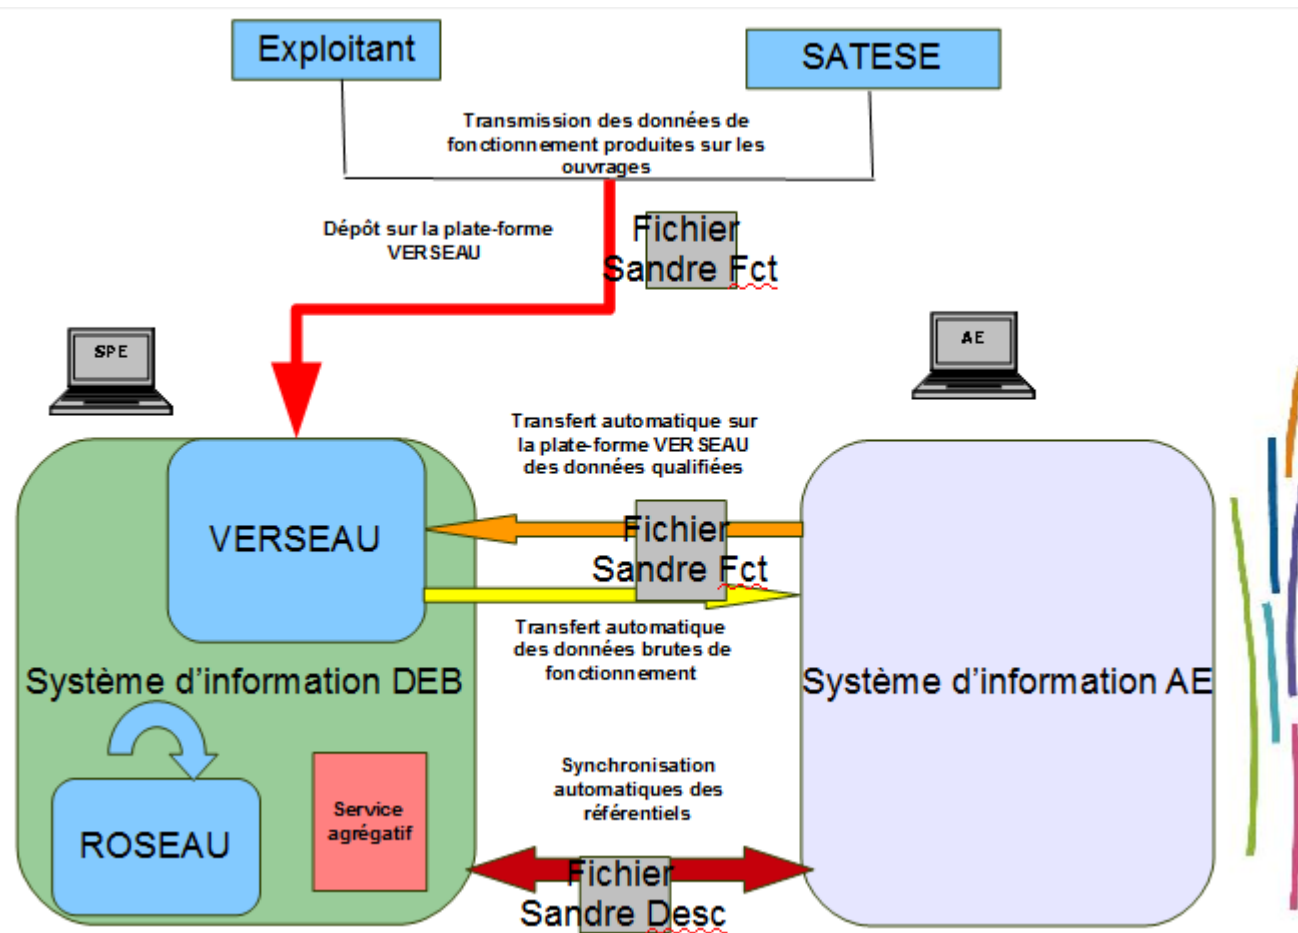 Exploitant
SATESE
Transmission des données de
fonctionnement produites sur les
ouvrages
Dépôt sur la plate-forme
VERSEAU
Fichier
Sandre Fct
SPE
AE
Transfert automatique sur
la plate-forme VERSEAU
des données qualifiées
VERSEAU
Fichier
Sandre Fct
Transfert automatique
des données brutes de
fonctionnement
Système d'information DEB
Système d'information AE
Synchronisation
automatiques des
référentiels
Service
agrégatif
ROSEAU
Fichier
Sandre Desc